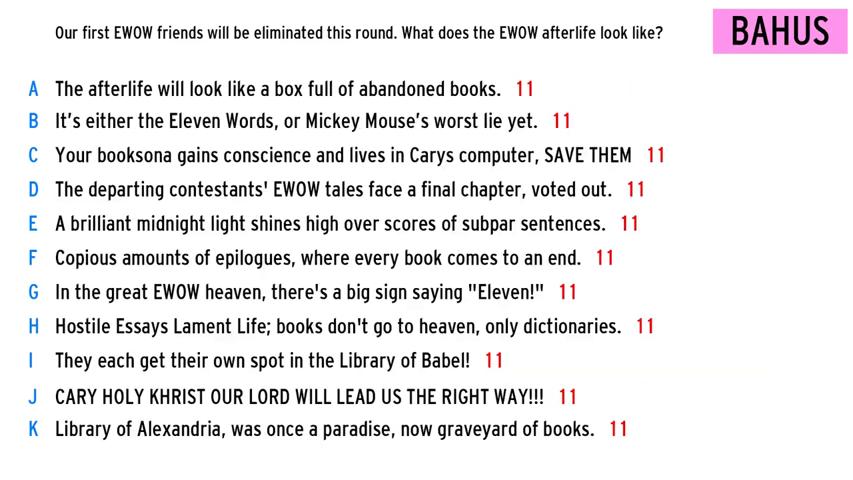 Our first EWOW friends will be eliminated this round. What does the EWOW afterlife look like?
BAHUS
A The afterlife will look like a box full of abandoned books. 11
B It's either the Eleven Words, or Mickey Mouse's worst lie yet. 11
C Your booksona gains conscience and lives in Carys computer, SAVE THEM 11
D The departing contestants' EWOW tales face a final chapter, voted out. 11
E A brilliant midnight light shines high over scores of subpar sentences. 11
F Copious amounts of epilogues, where every book comes to an end. 11
G In the great EWOW heaven, there's a big sign saying "Eleven!" 11
H Hostile Essays Lament Life; books don't go to heaven, only dictionaries. 11
I They each get their own spot in the Library of Babel! 11
J CARY HOLY KHRIST OUR LORD WILL LEAD US THE RIGHT WAY!!! 11
K Library of Alexandria, was once a paradise, now graveyard of books. 11